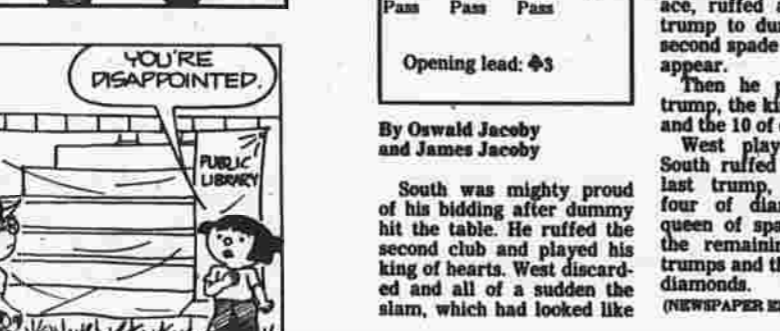 YOU'RE
DISAPPOINTED.
PUBLIC
LIBRARY
Pass Pass Pass
Opening lead: ♣3
By Oswald Jacoby
and James Jacoby
South was mighty proud
of his bidding after dummy
hit the table. He ruffed the
second club and played his
king of hearts. West discard-
ed and all of a sudden the
slam, which had looked like
ace, ruffed
trump to
second spade
appear.
Then he
trump, the
and the 10 of
West
South ruffed
last trump,
four of
queen of
the
trumps and
diamonds.
(NEWSPAPER